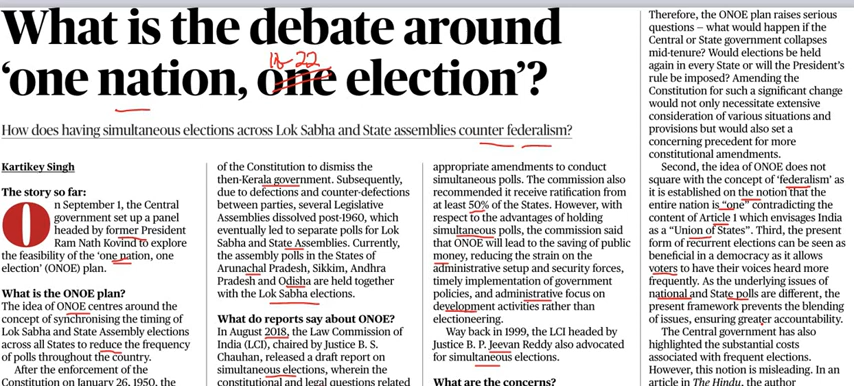 What is the debate around
‘one nation, one election’?
18-22
How does having simultaneous elections across Lok Sabha and State assemblies counter federalism?
Kartikey Singh
The story so far:
On September 1, the Central
government set up a panel
headed by former President
Ram Nath Kovind to explore
the feasibility of the ‘one nation, one
election’ (ONOE) plan.
What is the ONOE plan?
The idea of ONOE centres around the
concept of synchronising the timing of
Lok Sabha and State Assembly elections
across all States to reduce the frequency
of polls throughout the country.
After the enforcement of the
Constitution on January 26, 1950, the
of the Constitution to dismiss the
then-Kerala government. Subsequently,
due to defections and counter-defections
between parties, several Legislative
Assemblies dissolved post-1960, which
eventually led to separate polls for Lok
Sabha and State Assemblies. Currently,
the assembly polls in the States of
Arunachal Pradesh, Sikkim, Andhra
Pradesh and Odisha are held together
with the Lok Sabha elections.
What do reports say about ONOE?
In August 2018, the Law Commission of
India (LCI), chaired by Justice B. S.
Chauhan, released a draft report on
simultaneous elections, wherein the
constitutional and legal questions related
appropriate amendments to conduct
simultaneous polls. The commission also
recommended it receive ratification from
at least 50% of the States. However, with
respect to the advantages of holding
simultaneous polls, the commission said
that ONOE will lead to the saving of public
money, reducing the strain on the
administrative setup and security forces,
timely implementation of government
policies, and administrative focus on
development activities rather than
electioneering.
Way back in 1999, the LCI headed by
Justice B. P. Jeevan Reddy also advocated
for simultaneous elections.
What are the concerns?
Therefore, the ONOE plan raises serious
questions – what would happen if the
Central or State government collapses
mid-tenure? Would elections be held
again in every State or will the President’s
rule be imposed? Amending the
Constitution for such a significant change
would not only necessitate extensive
consideration of various situations and
provisions but would also set a
concerning precedent for more
constitutional amendments.
Second, the idea of ONOE does not
square with the concept of ‘federalism’ as
it is established on the notion that the
entire nation is “one” contradicting the
content of Article 1 which envisages India
as a “Union of States”. Third, the present
form of recurrent elections can be seen as
beneficial in a democracy as it allows
voters to have their voices heard more
frequently. As the underlying issues of
national and State polls are different, the
present framework prevents the blending
of issues, ensuring greater accountability.
The Central government has also
highlighted the substantial costs
associated with frequent elections.
However, this notion is misleading. In an
article in The Hindu, the author